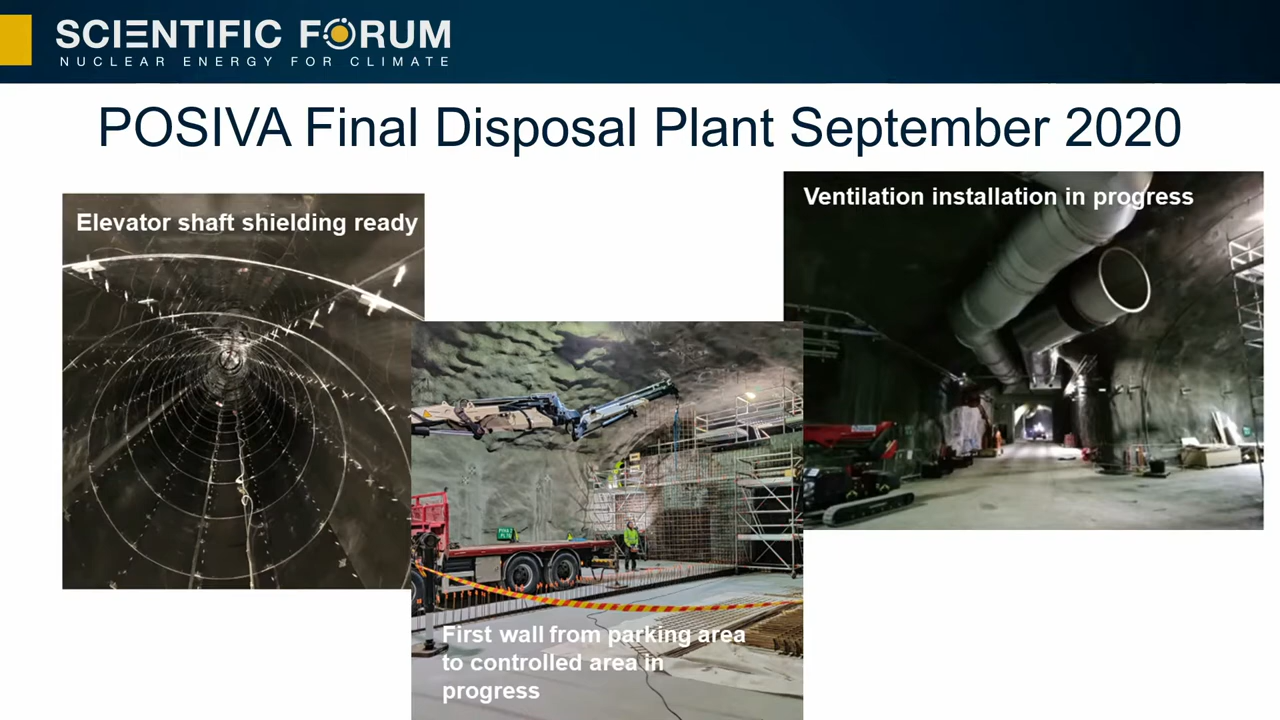 SCIENTIFIC FORUM
NUCLEAR ENERGY FOR CLIMATE
POSIVA Final Disposal Plant September 2020
Elevator shaft shielding ready
Ventilation installation in progress
First wall from parking area
to controlled area in
progress